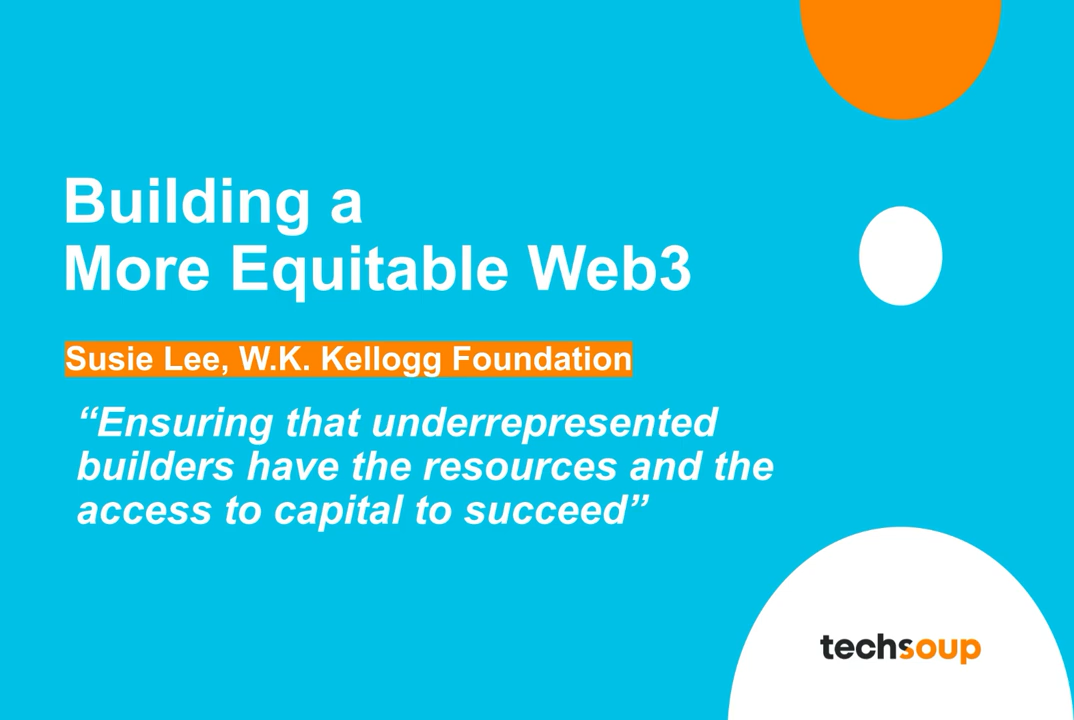 Building a
More Equitable Web3
Susie Lee, W.K. Kellogg Foundation
“Ensuring that underrepresented
builders have the resources and the
access to capital to succeed”
techsoup